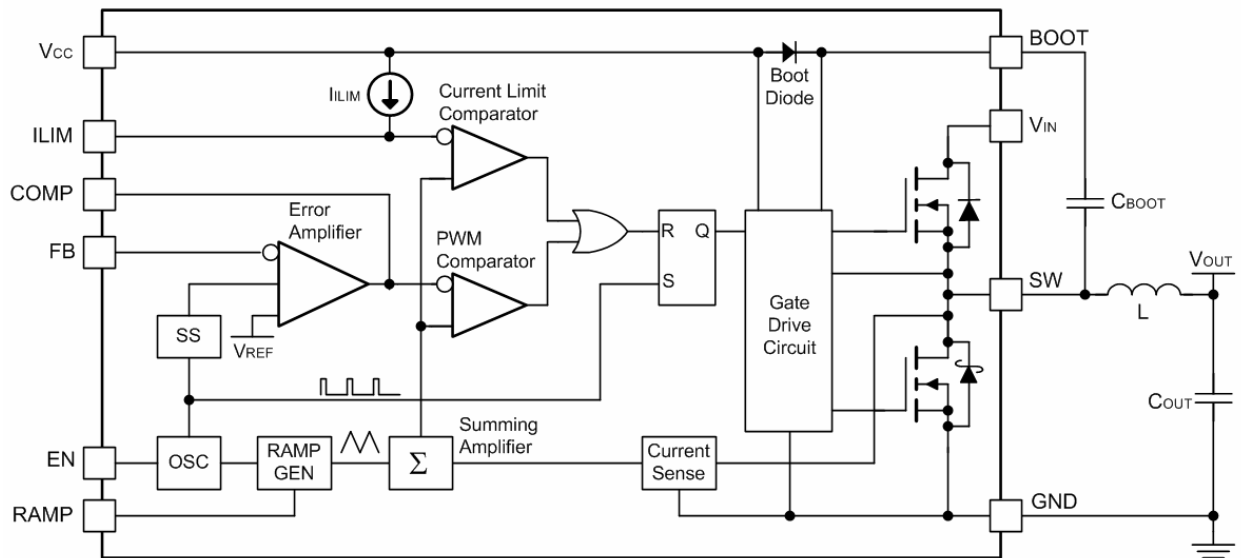 VCC
BOOT
Boot
Diode
IILIM
Current Limit
Comparator
ILIM
VIN
COMP
CBOOT
Error
Amplifier
FB
PWM
Comparator
R
Q
S
SW
VOUT
L
Gate
Drive
Circuit
SS
VREF
COUT
Summing
Amplifier
EN
OSC
RAMP
GEN
Σ
Current
Sense
RAMP
GND